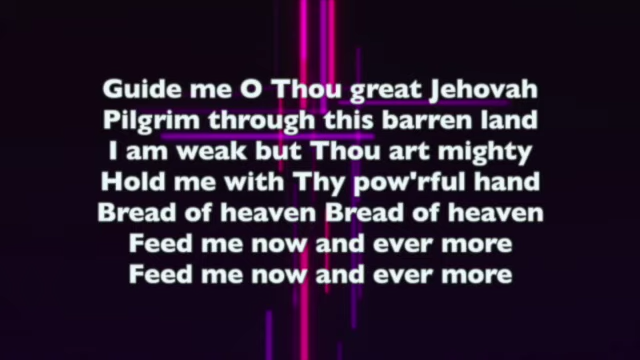 Guide me O Thou great Jehovah
Pilgrim through this barren land
I am weak but Thou art mighty
Hold me with Thy pow'rful hand
Bread of heaven Bread of heaven
Feed me now and ever more
Feed me now and ever more